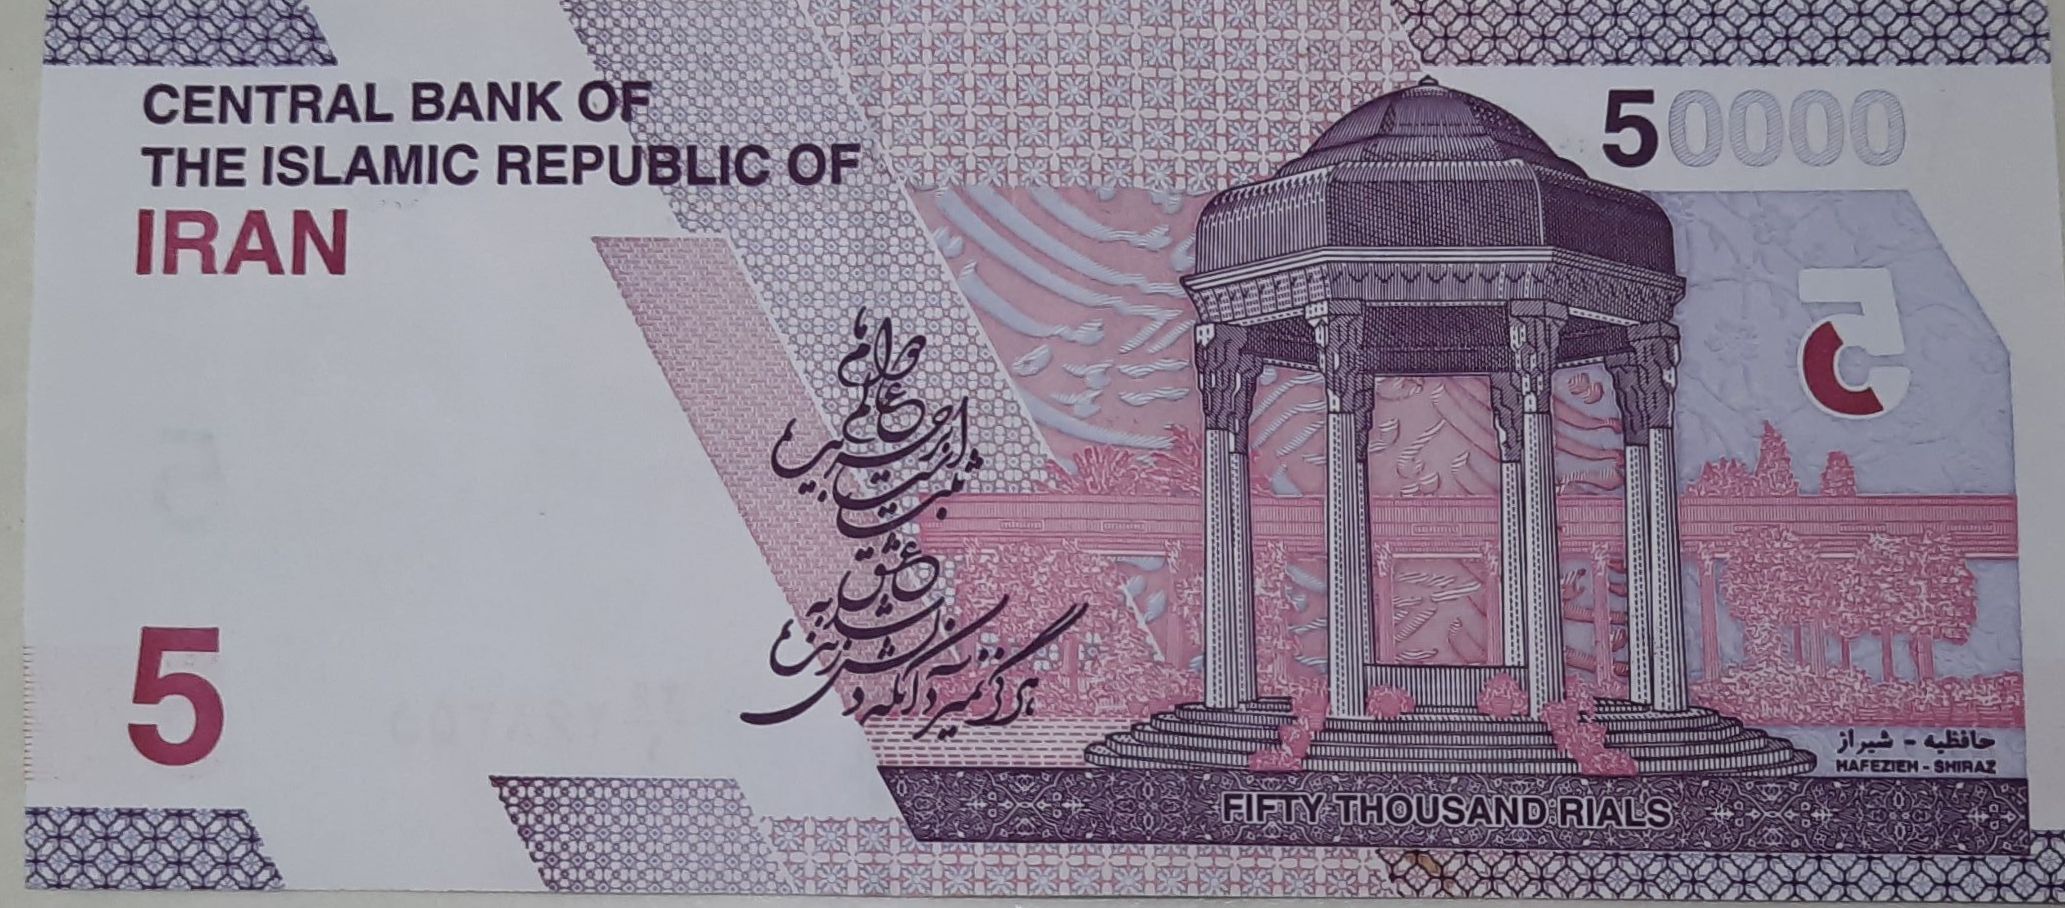 CENTRAL BANK OF
THE ISLAMIC REPUBLIC OF
IRAN
50000
هرگز نمیرد آنکه دلش زنده شد به عشق
ثبت است بر جریده عالم دوام ما
5
حافظیه - شیراز
HAFEZIEH - SHIRAZ
FIFTY THOUSAND RIALS